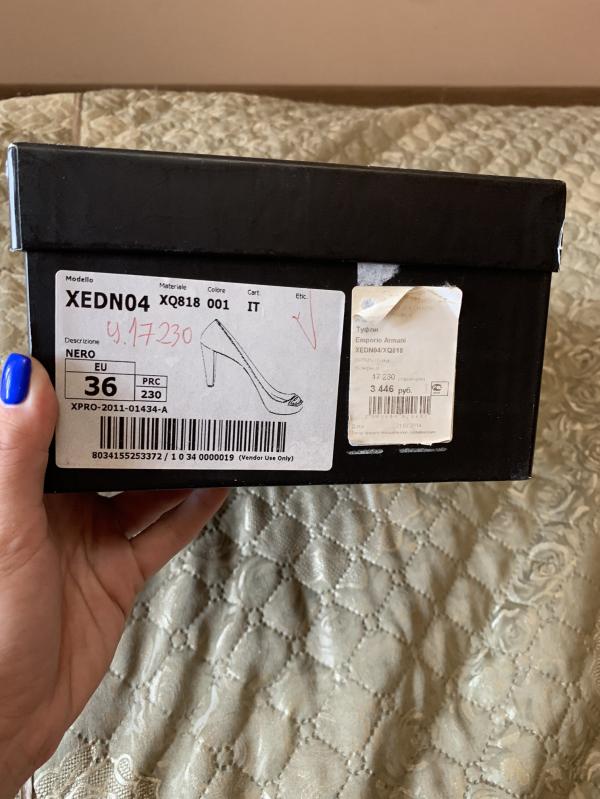 Modello
XEDN04
Materiale
XQ818
Colore
001
Cart.
IT
Etic.
Ч.17230
Descrizione
NERO
EU
36
PRC
230
XPRO-2011-01434-A
8034155253372 / 1 0 34 0000019 (Vendor Use Only)
Туфли
Emporio Armani
XEDN04/XQ818
17 230
3 446 руб.